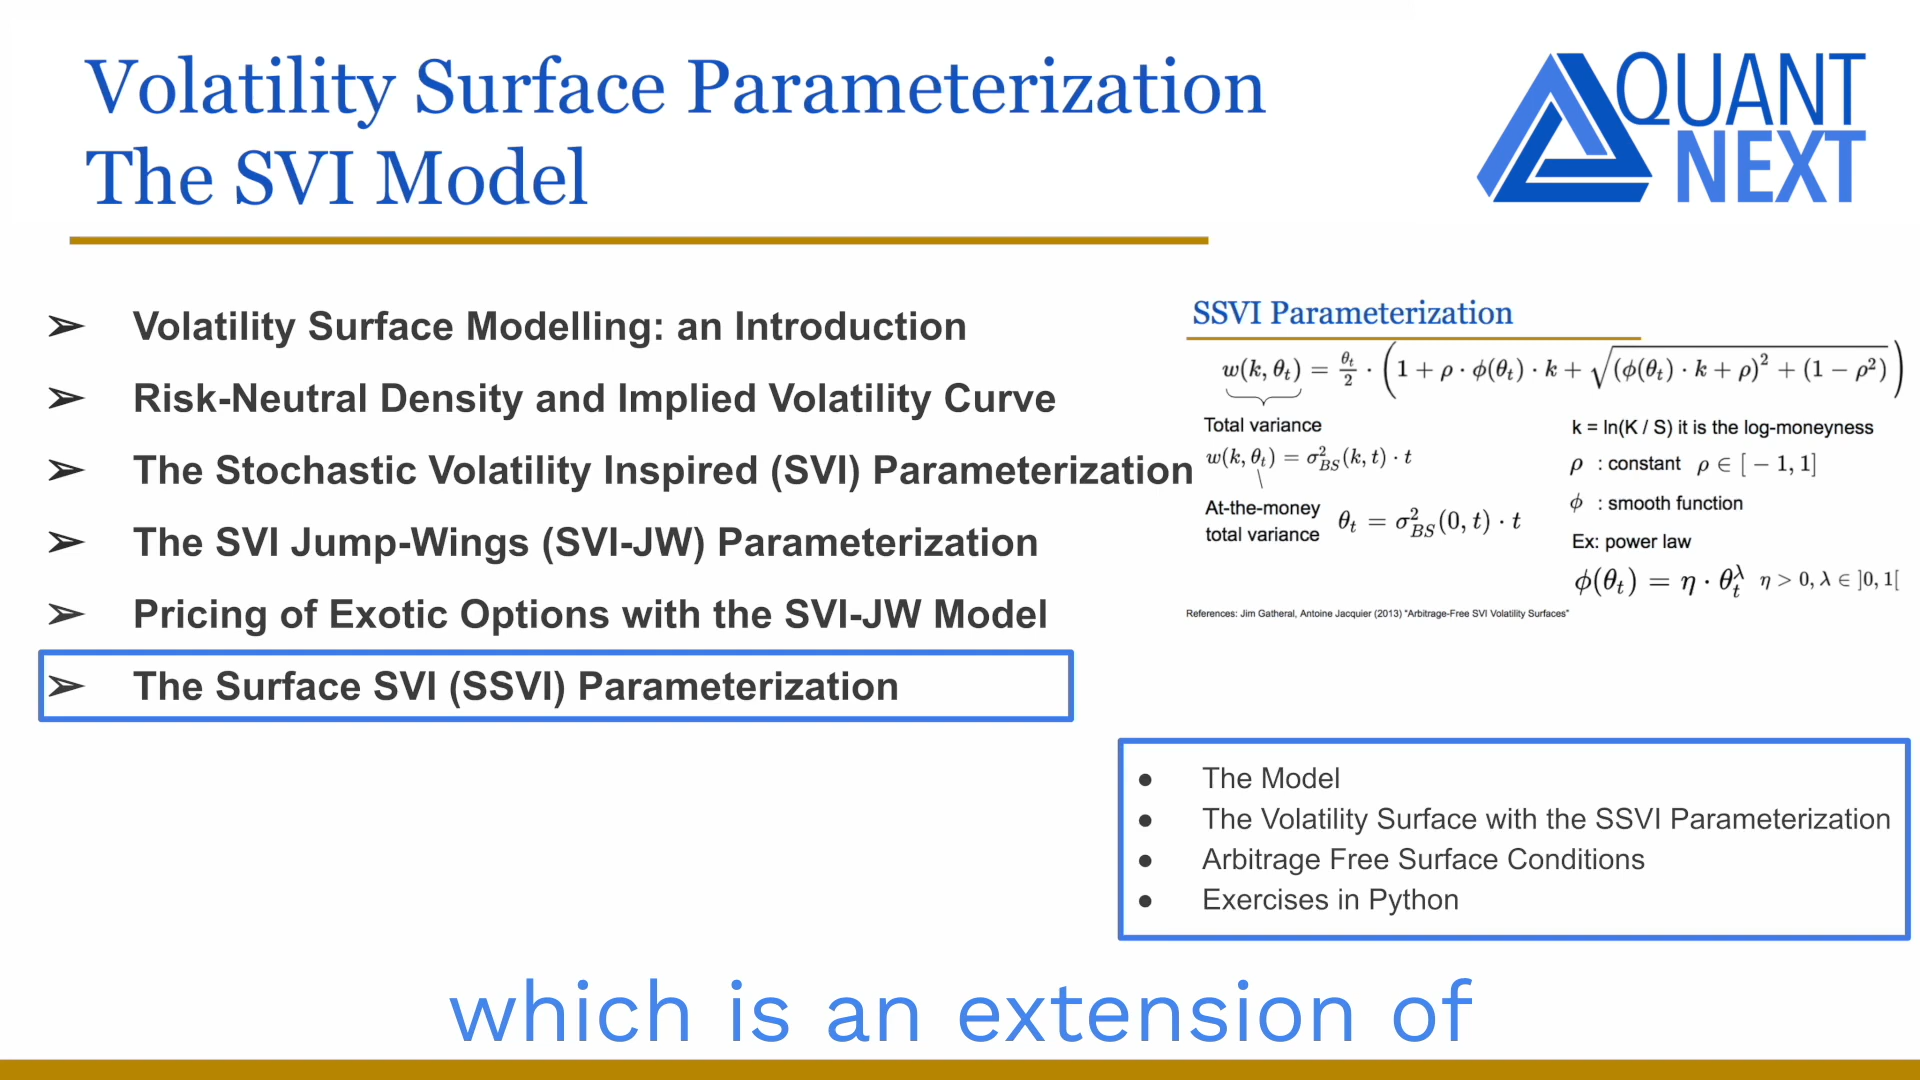 Volatility Surface Parameterization
The SVI Model
QUANT
NEXT
➢ Volatility Surface Modelling: an Introduction
➢ Risk-Neutral Density and Implied Volatility Curve
➢ The Stochastic Volatility Inspired (SVI) Parameterization
➢ The SVI Jump-Wings (SVI-JW) Parameterization
➢ Pricing of Exotic Options with the SVI-JW Model
➢ The Surface SVI (SSVI) Parameterization
SSVI Parameterization
w(k, θ_t) = θ_t/2 · (1 + ρ · ϕ(θ_t) · k + √((ϕ(θ_t) · k + ρ)² + (1 − ρ²)))
Total variance
w(k, θ_t) = σ²_BS(k, t) · t
At-the-money
total variance
θ_t = σ²_BS(0, t) · t
k = ln(K / S) it is the log-moneyness
ρ : constant ρ ∈ [ − 1, 1]
ϕ : smooth function
Ex: power law
ϕ(θ_t) = η · θ_t^λ η > 0, λ ∈ ]0, 1[
References: Jim Gatheral, Antoine Jacquier (2013) "Arbitrage-Free SVI Volatility Surfaces"
● The Model
● The Volatility Surface with the SSVI Parameterization
● Arbitrage Free Surface Conditions
● Exercises in Python
which is an extension of